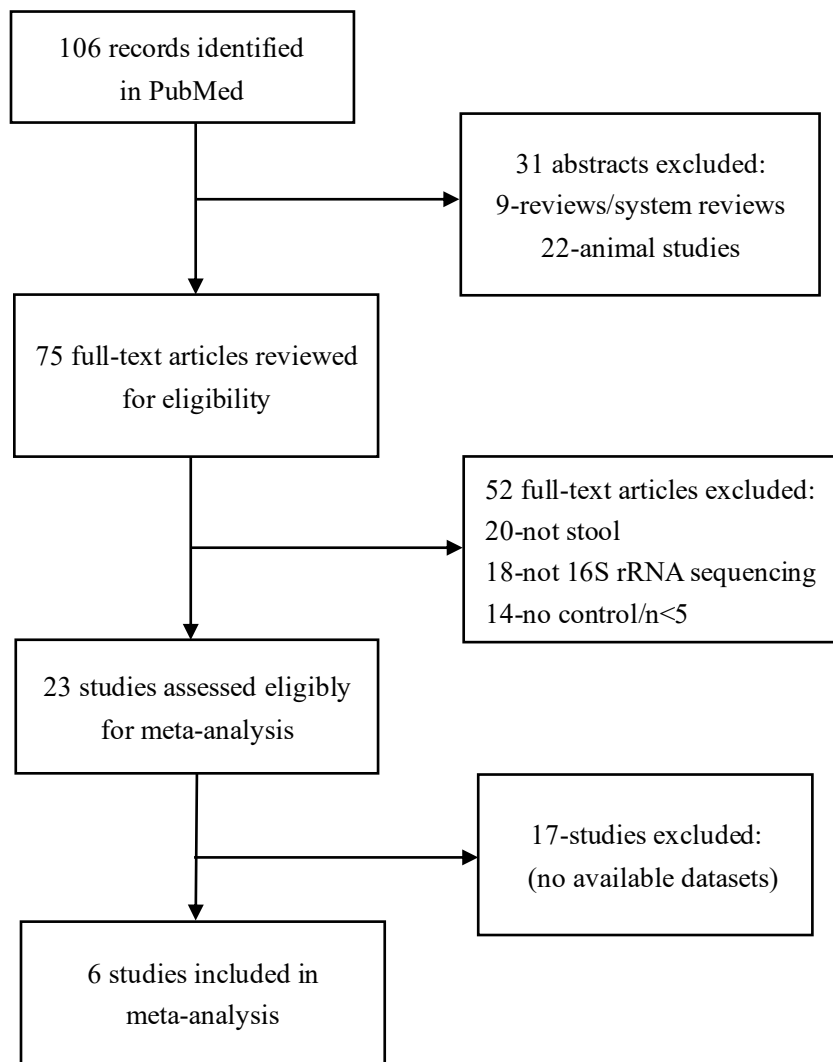 106 records identified
in PubMed
31 abstracts excluded:
9-reviews/system reviews
22-animal studies
75 full-text articles reviewed
for eligibility
52 full-text articles excluded:
20-not stool
18-not 16S rRNA sequencing
14-no control/n<5
23 studies assessed eligibly
for meta-analysis
17-studies excluded:
(no available datasets)
6 studies included in
meta-analysis